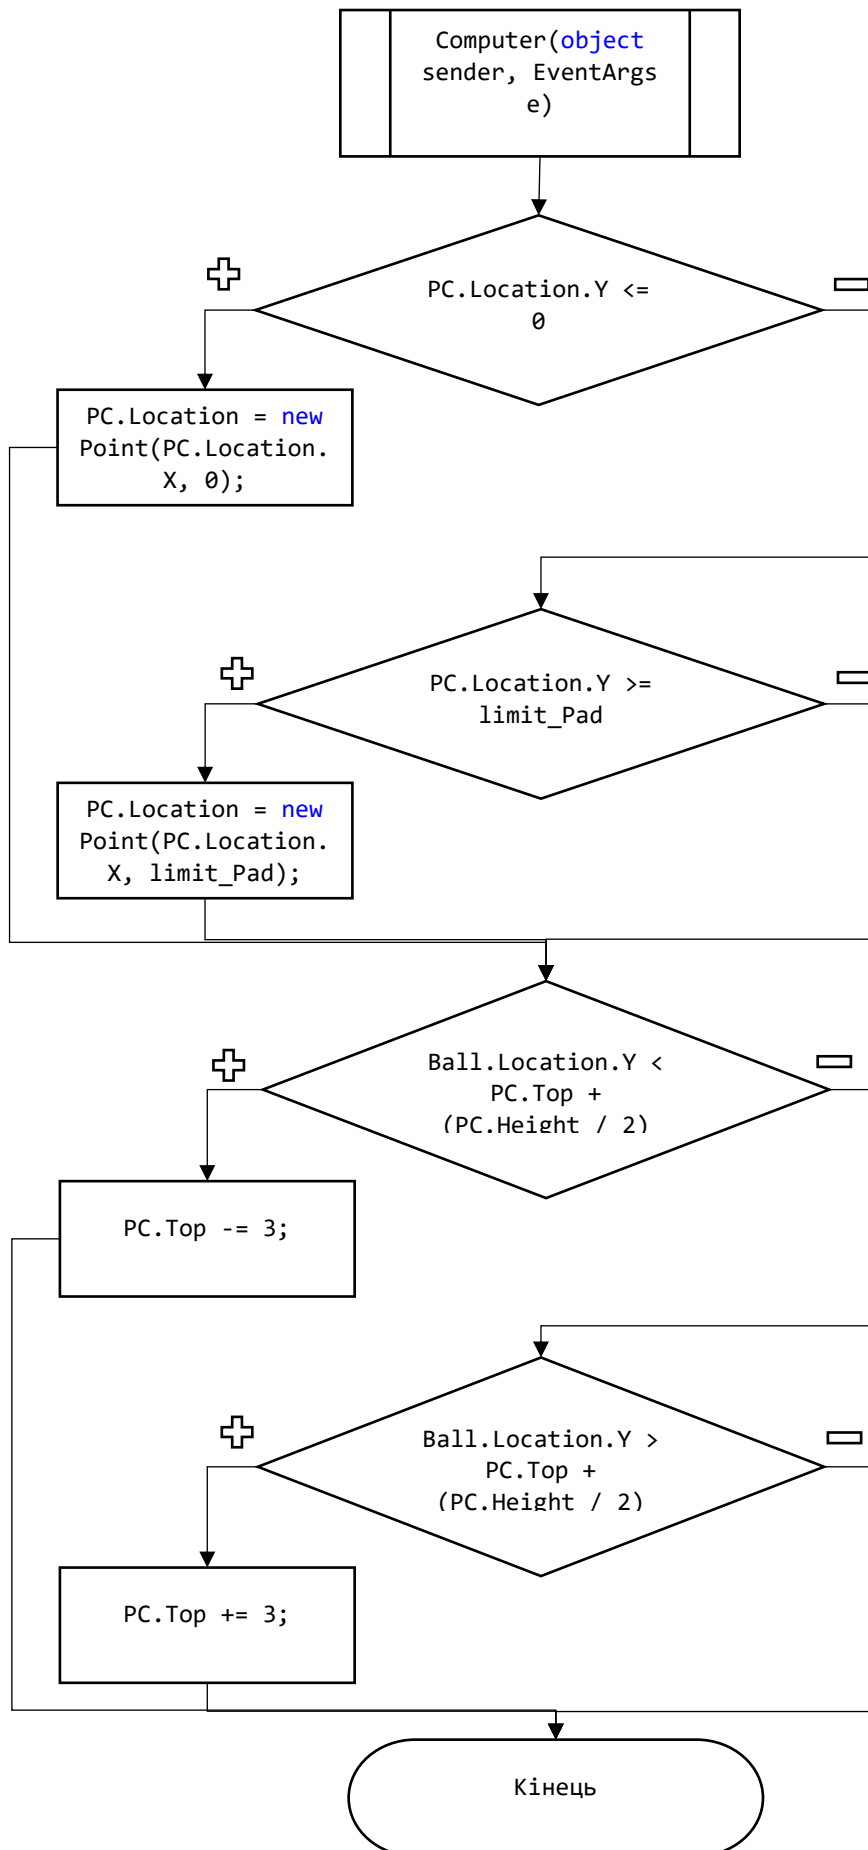 Computer(object
sender, EventArgs
e)
PC.Location.Y <=
0
PC.Location = new
Point(PC.Location.
X, 0);
PC.Location.Y >=
limit_Pad
PC.Location = new
Point(PC.Location.
X, limit_Pad);
Ball.Location.Y <
PC.Top +
(PC.Height / 2)
PC.Top -= 3;
Ball.Location.Y >
PC.Top +
(PC.Height / 2)
PC.Top += 3;
Кінець